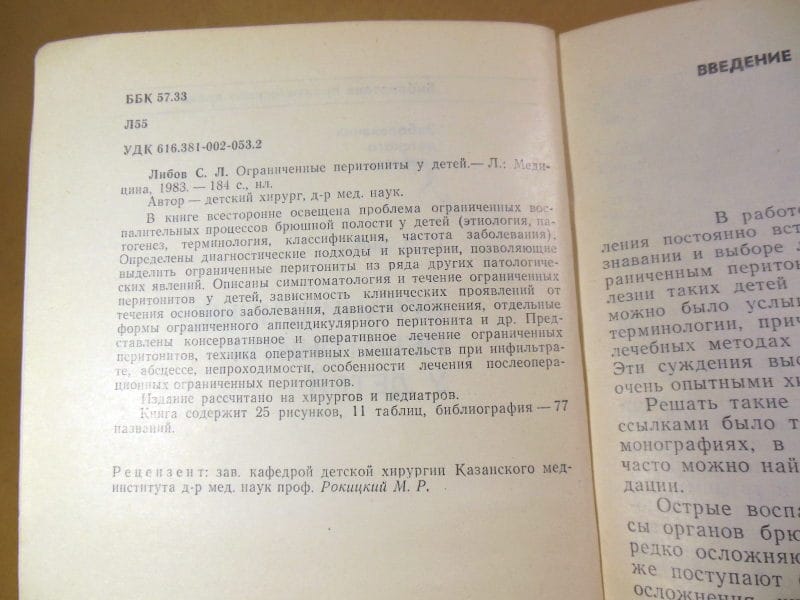 ББК 57.33
Л55
УДК 616.381-002-053.2
Либов С. Л. Ограниченные перитониты у детей.— Л.: Меди-
цина, 1983. — 184 с., ил.
Автор — детский хирург, д-р мед. наук.
В книге всесторонне освещена проблема ограниченных вос-
палительных процессов брюшной полости у детей (этиология, па-
тогенез, терминология, классификация, частота заболевания).
Определены диагностические подходы и критерии, позволяющие
выделить ограниченные перитониты из ряда других патологиче-
ских явлений. Описаны симптоматология и течение ограниченных
перитонитов у детей, зависимость клинических проявлений от
течения основного заболевания, давности осложнения, отдельные
формы ограниченного аппендикулярного перитонита и др. Пред-
ставлены консервативное и оперативное лечение ограниченных
перитонитов, техника оперативных вмешательств при инфильтра-
те, абсцессе, непроходимости, особенности лечения послеопера-
ционных ограниченных перитонитов.
Издание рассчитано на хирургов и педиатров.
Книга содержит 25 рисунков, 11 таблиц, библиография — 77
названий.
Рецензент: зав. кафедрой детской хирургии Казанского мед-
института д-р мед. наук проф. Рокицкий М. Р.
ВВЕДЕНИЕ
В работе
ления постоянно вст
знавании и выборе л
раниченным перитон
лезни таких детей
можно было услыш
терминологии, прич
лечебных методах
Эти суждения выс
очень опытными хи
Решать такие
ссылками было т
монографиях, в
часто можно най
дации.
Острые воспа
сы органов брю
редко осложняю
же поступают с
осложнения